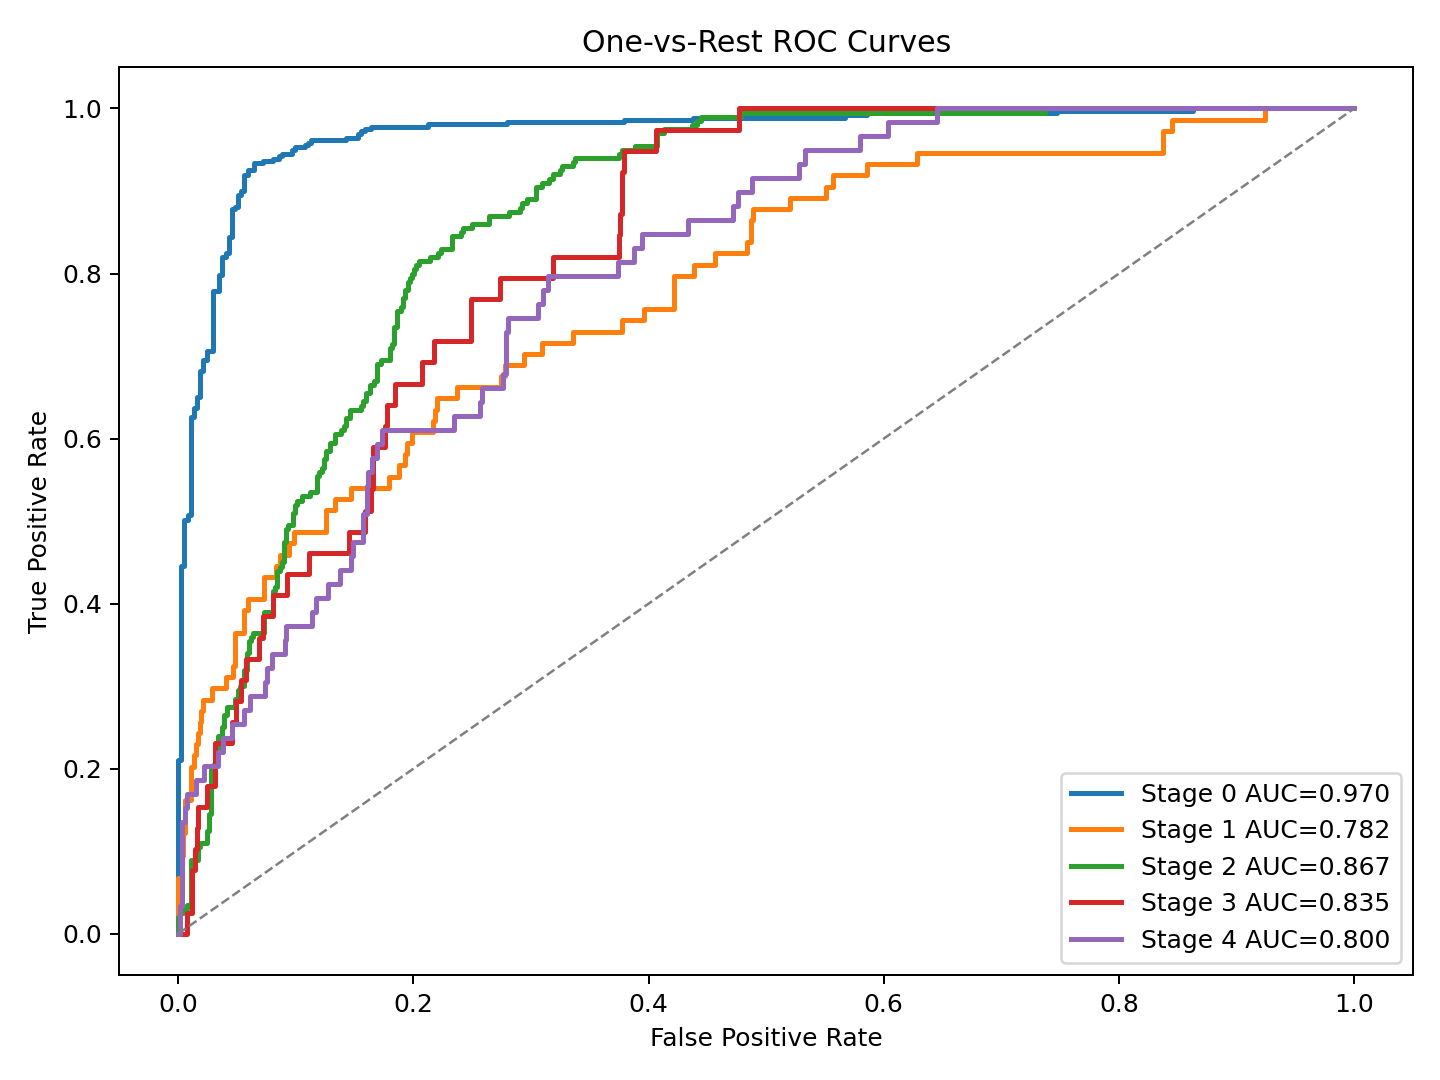 One-vs-Rest ROC Curves
True Positive Rate
1.0
0.8
0.6
0.4
0.2
0.0
Stage 0 AUC=0.970
Stage 1 AUC=0.782
Stage 2 AUC=0.867
Stage 3 AUC=0.835
Stage 4 AUC=0.800
0.0 0.2 0.4 0.6 0.8 1.0
False Positive Rate